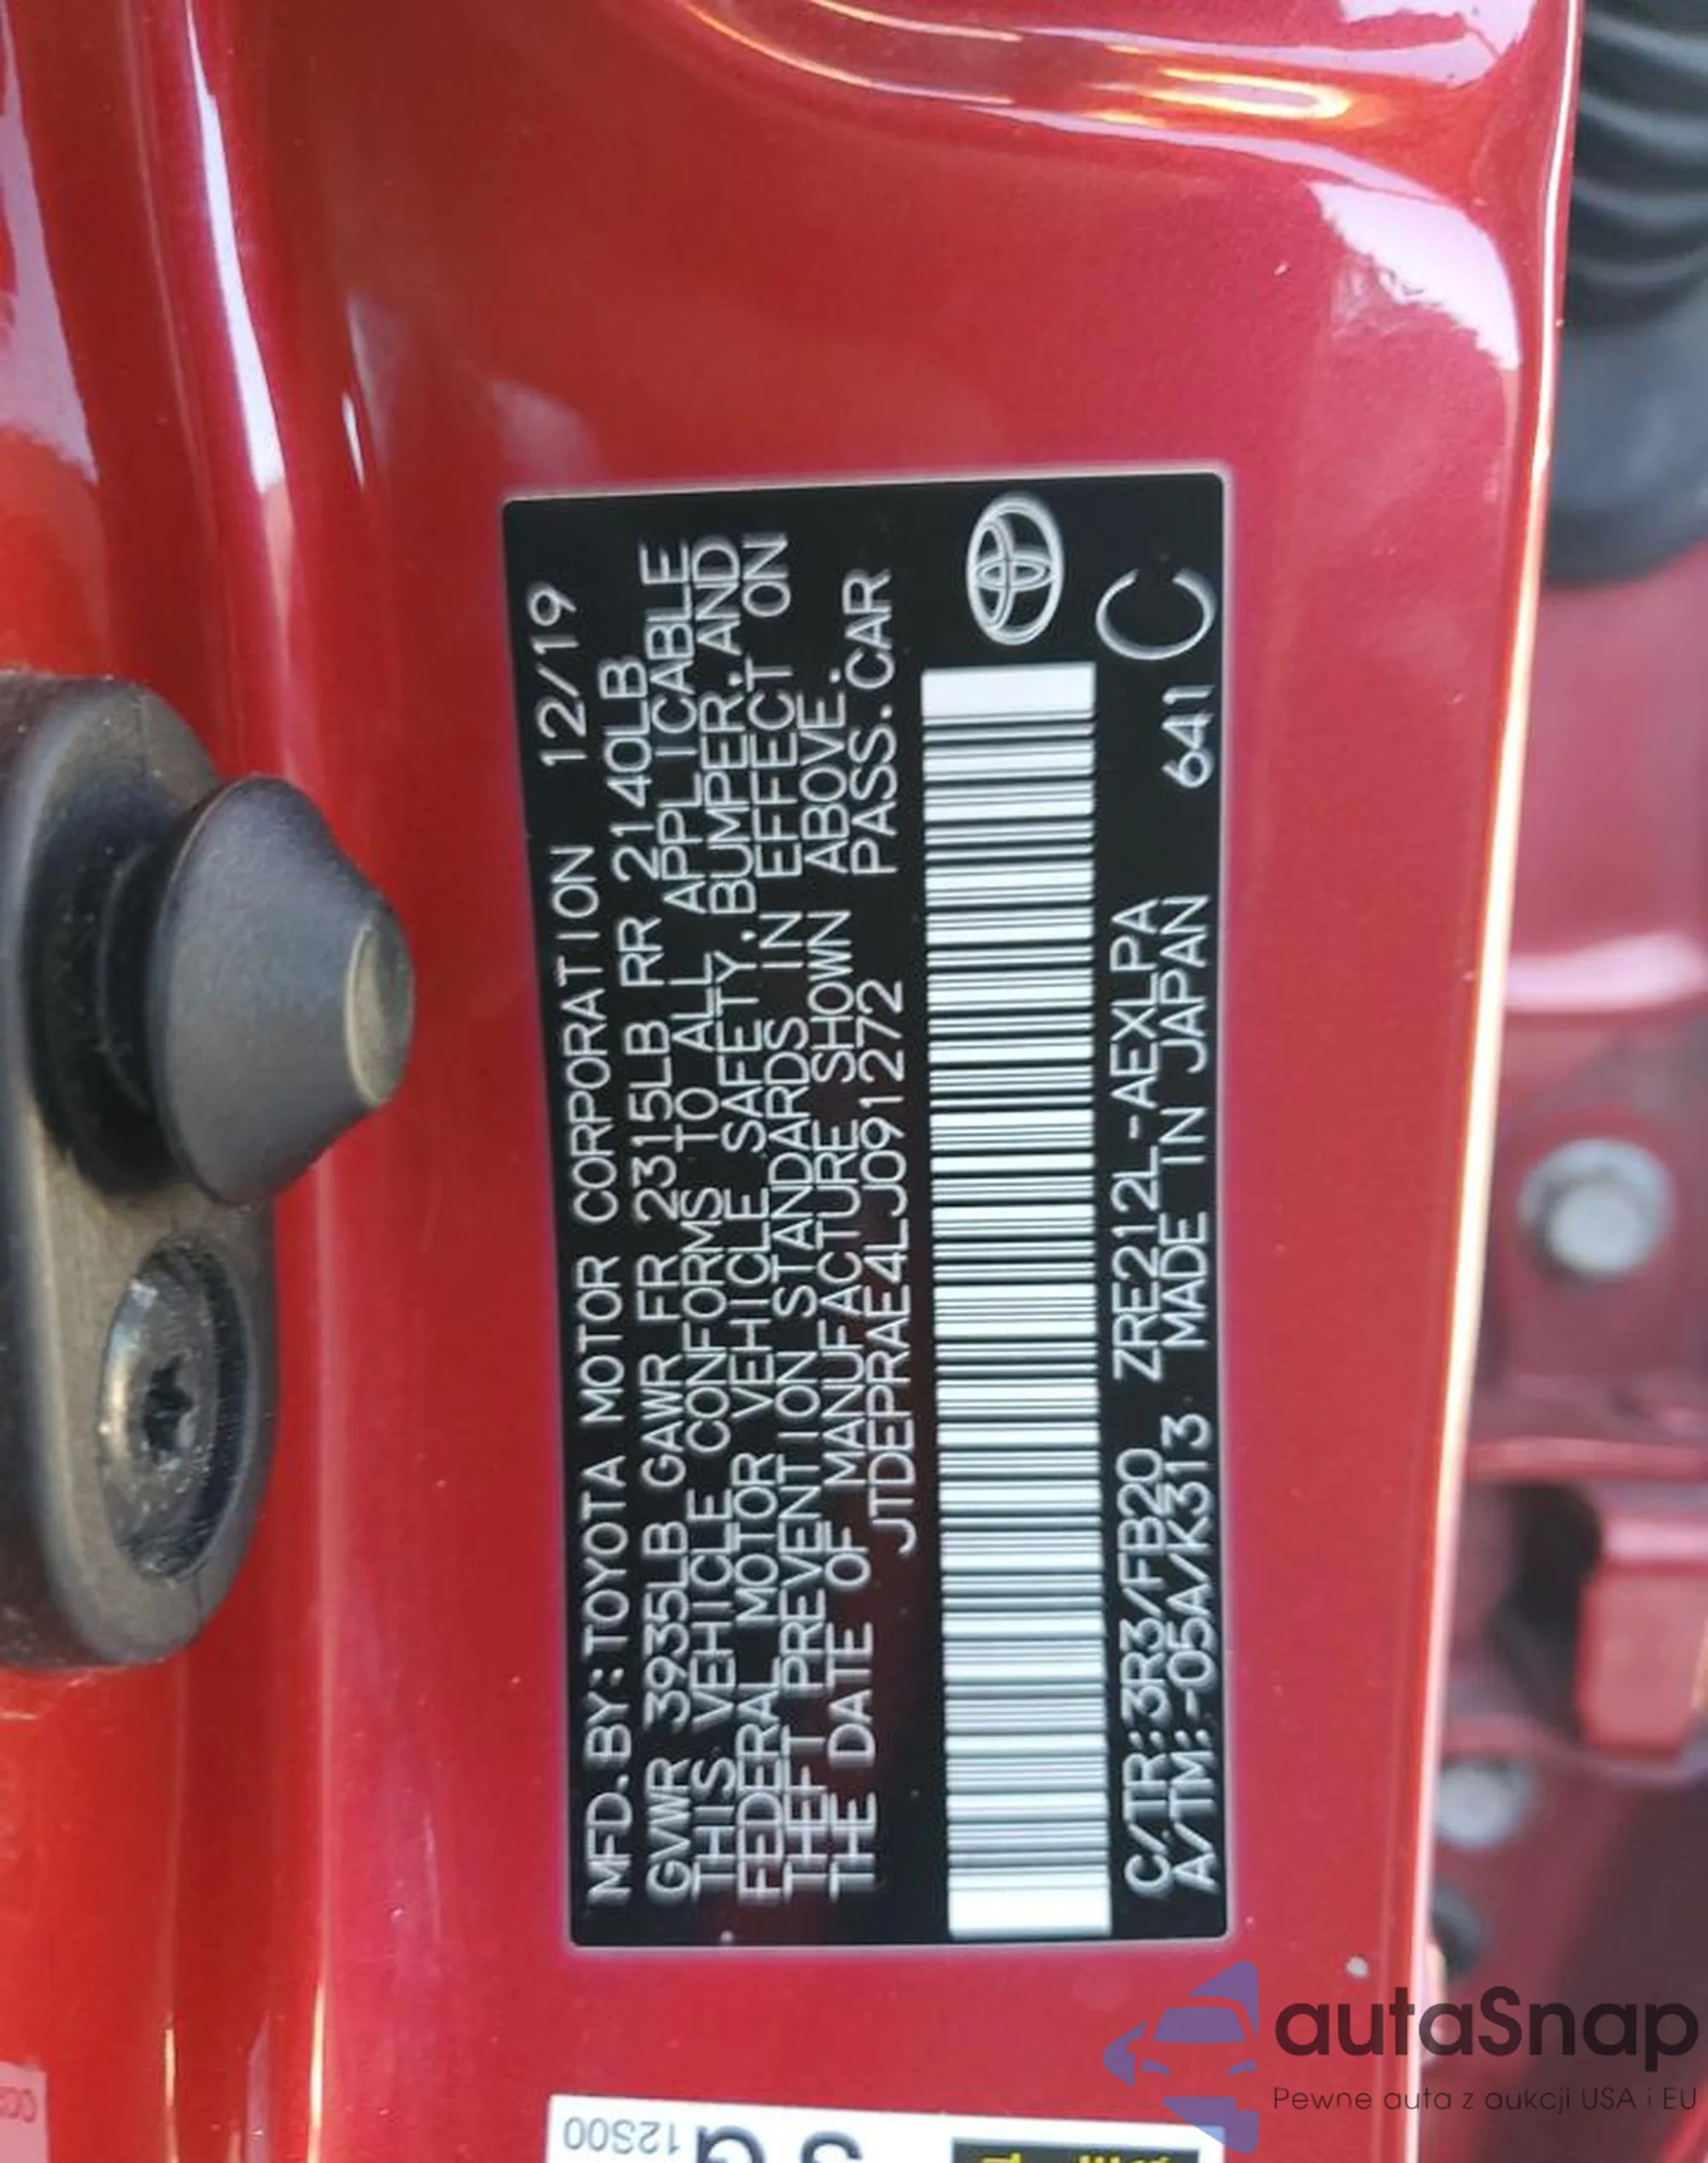 MFD.BY:TOYOTA MOTOR CORPORATION 12/19
GVWR 3935LB GAWR FR 2315LB RR 2140LB
THIS VEHICLE CONFORMS TO ALL APPLICABLE
FEDERAL MOTOR VEHICLE SAFETY, BUMPER, AND
THEFT PREVENTION STANDARDS IN EFFECT ON
THE DATE OF MANUFACTURE SHOWN ABOVE.
JTDEPRAE4LJ091272 PASS.CAR
C/TR:3R3/FB20 ZRE212L-AEXLPA
A/TM:-05A/K313 MADE IN JAPAN 641 C
12S00
autaSnap
Pewne auta z aukcji USA i EU